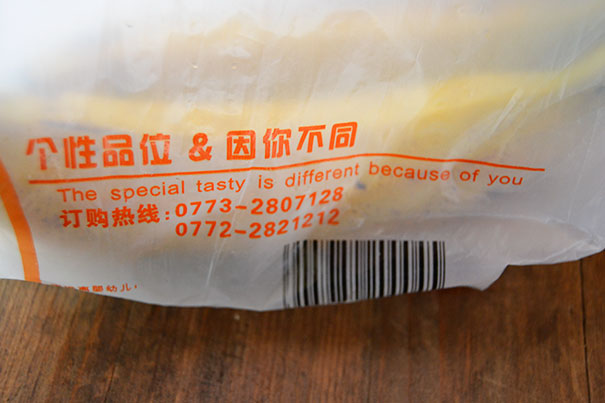 个性品位 & 因你不同
The special tasty is different because of you
订购热线:0773-2807128
0772-2821212